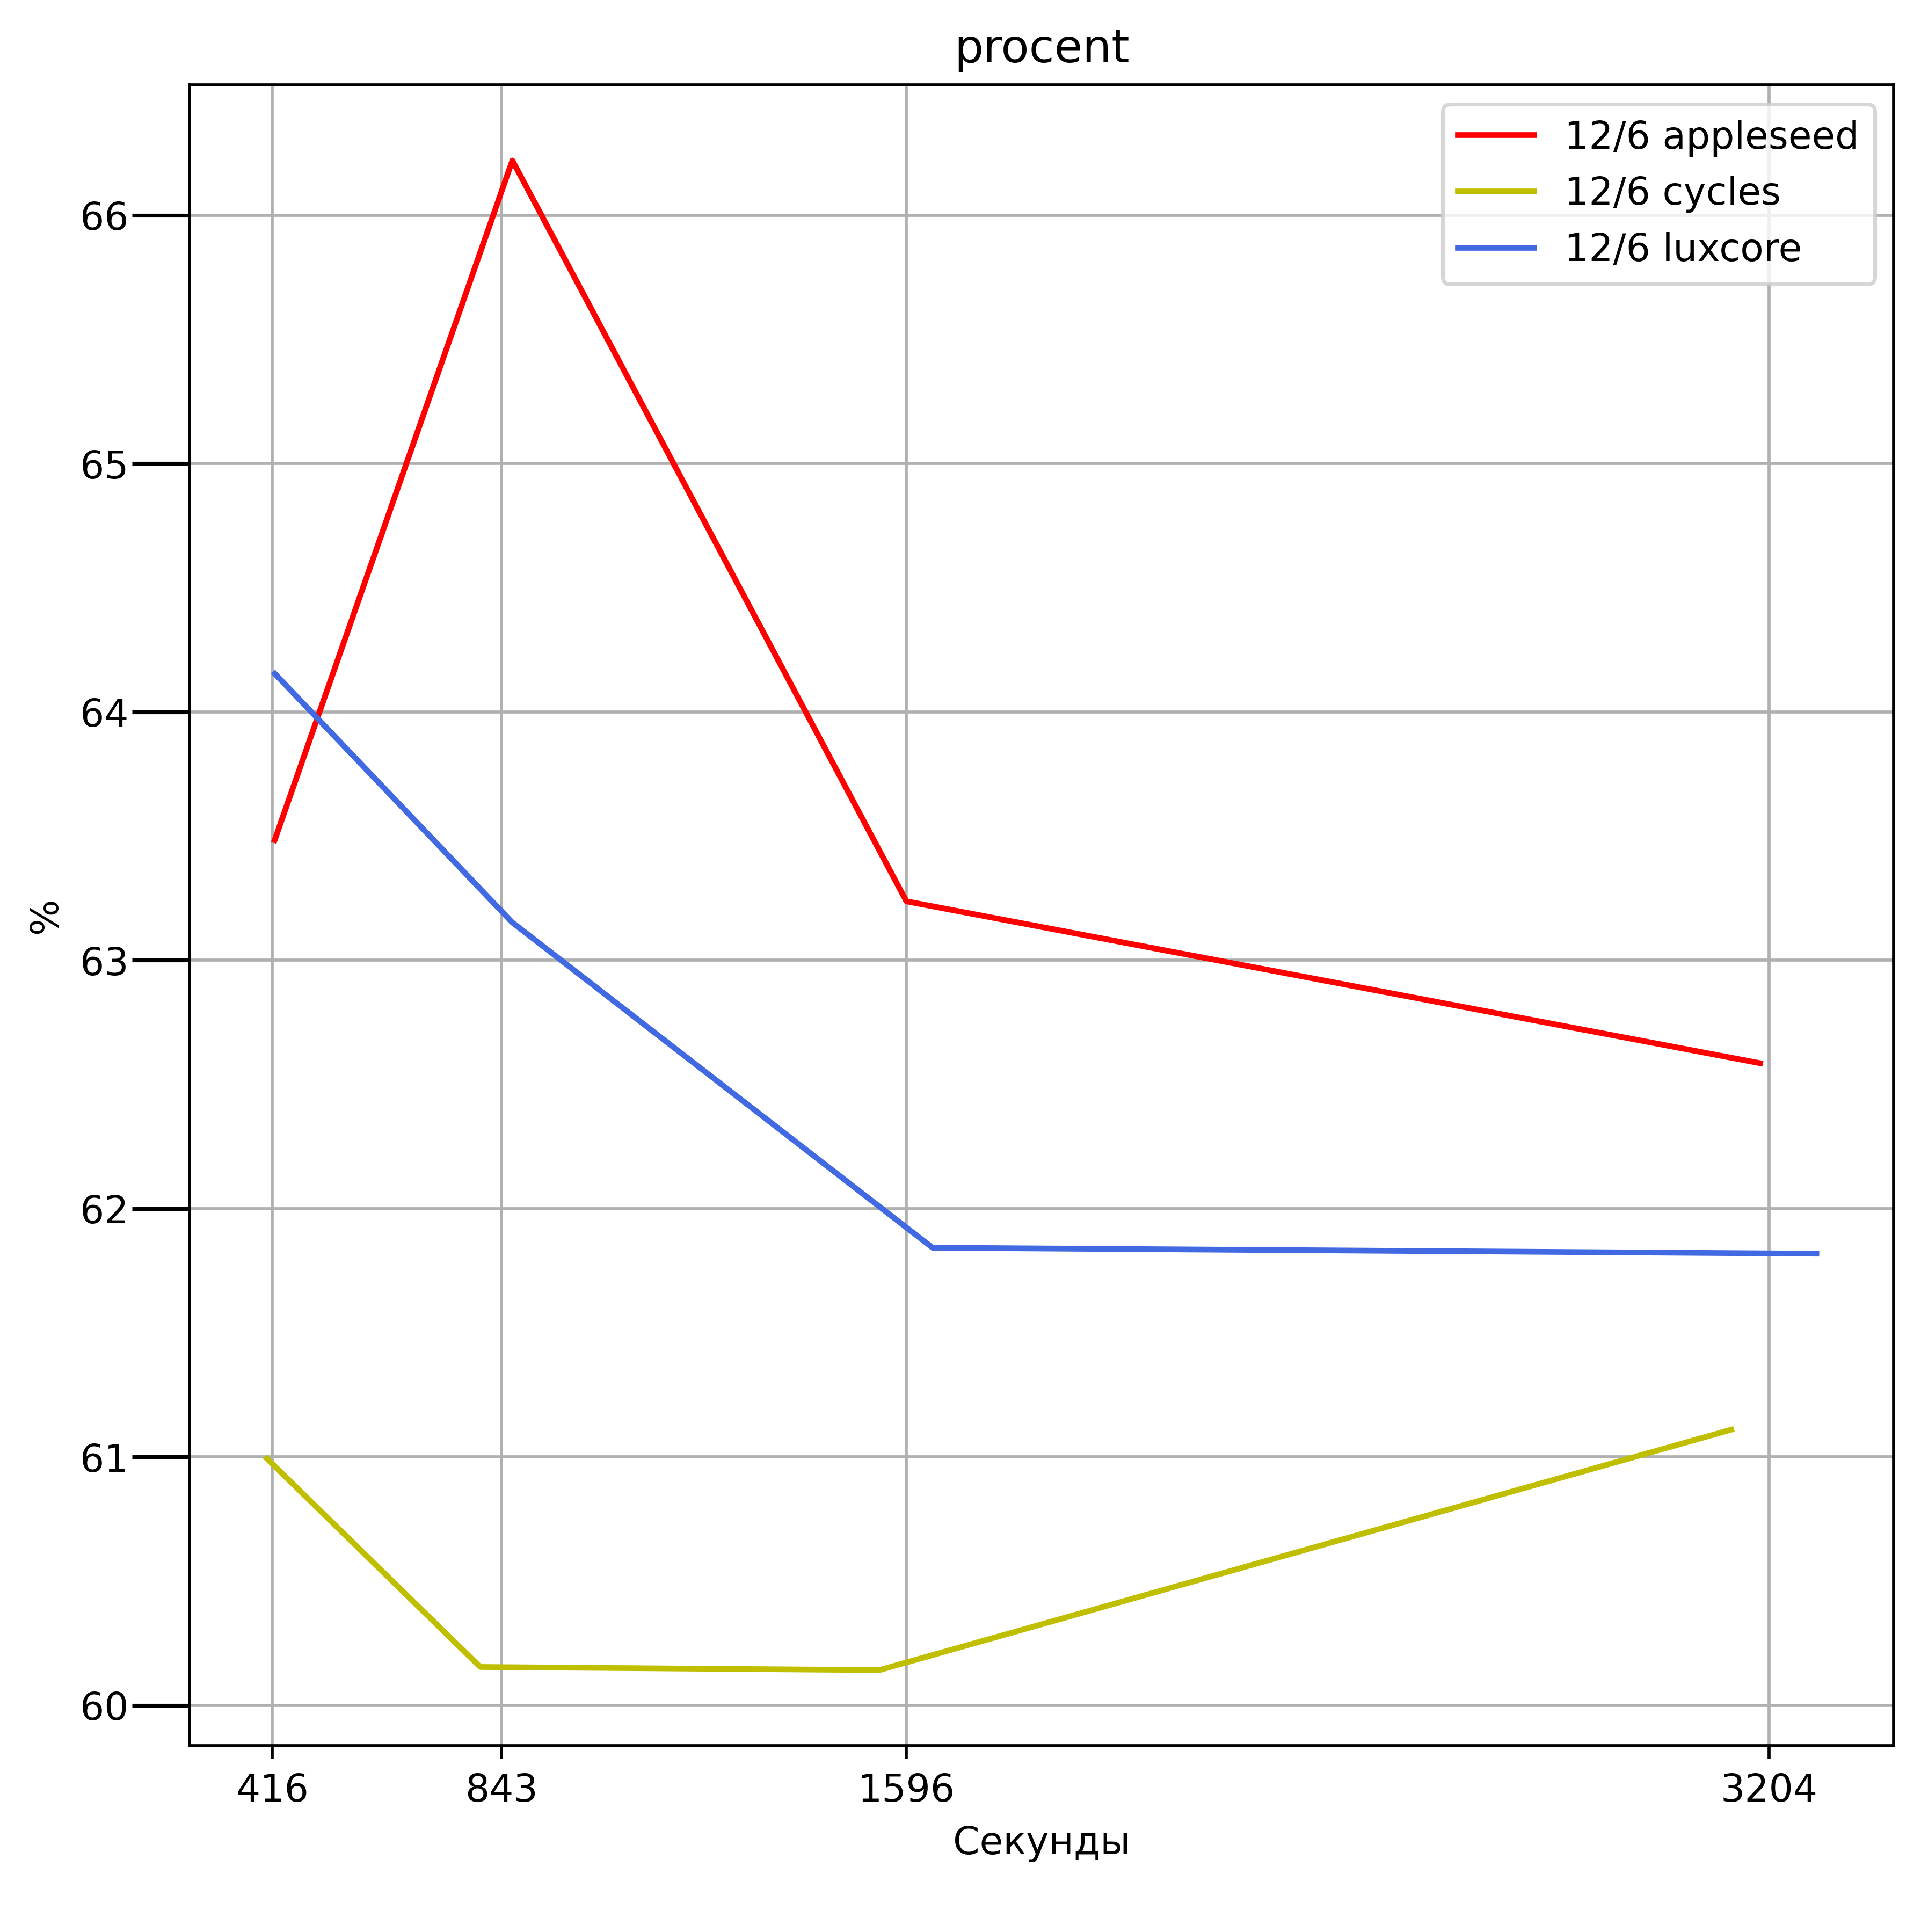 procent
12/6 appleseed
12/6 cycles
12/6 luxcore
66
65
64
63
62
61
60
%
416 843 1596 3204
Секунды